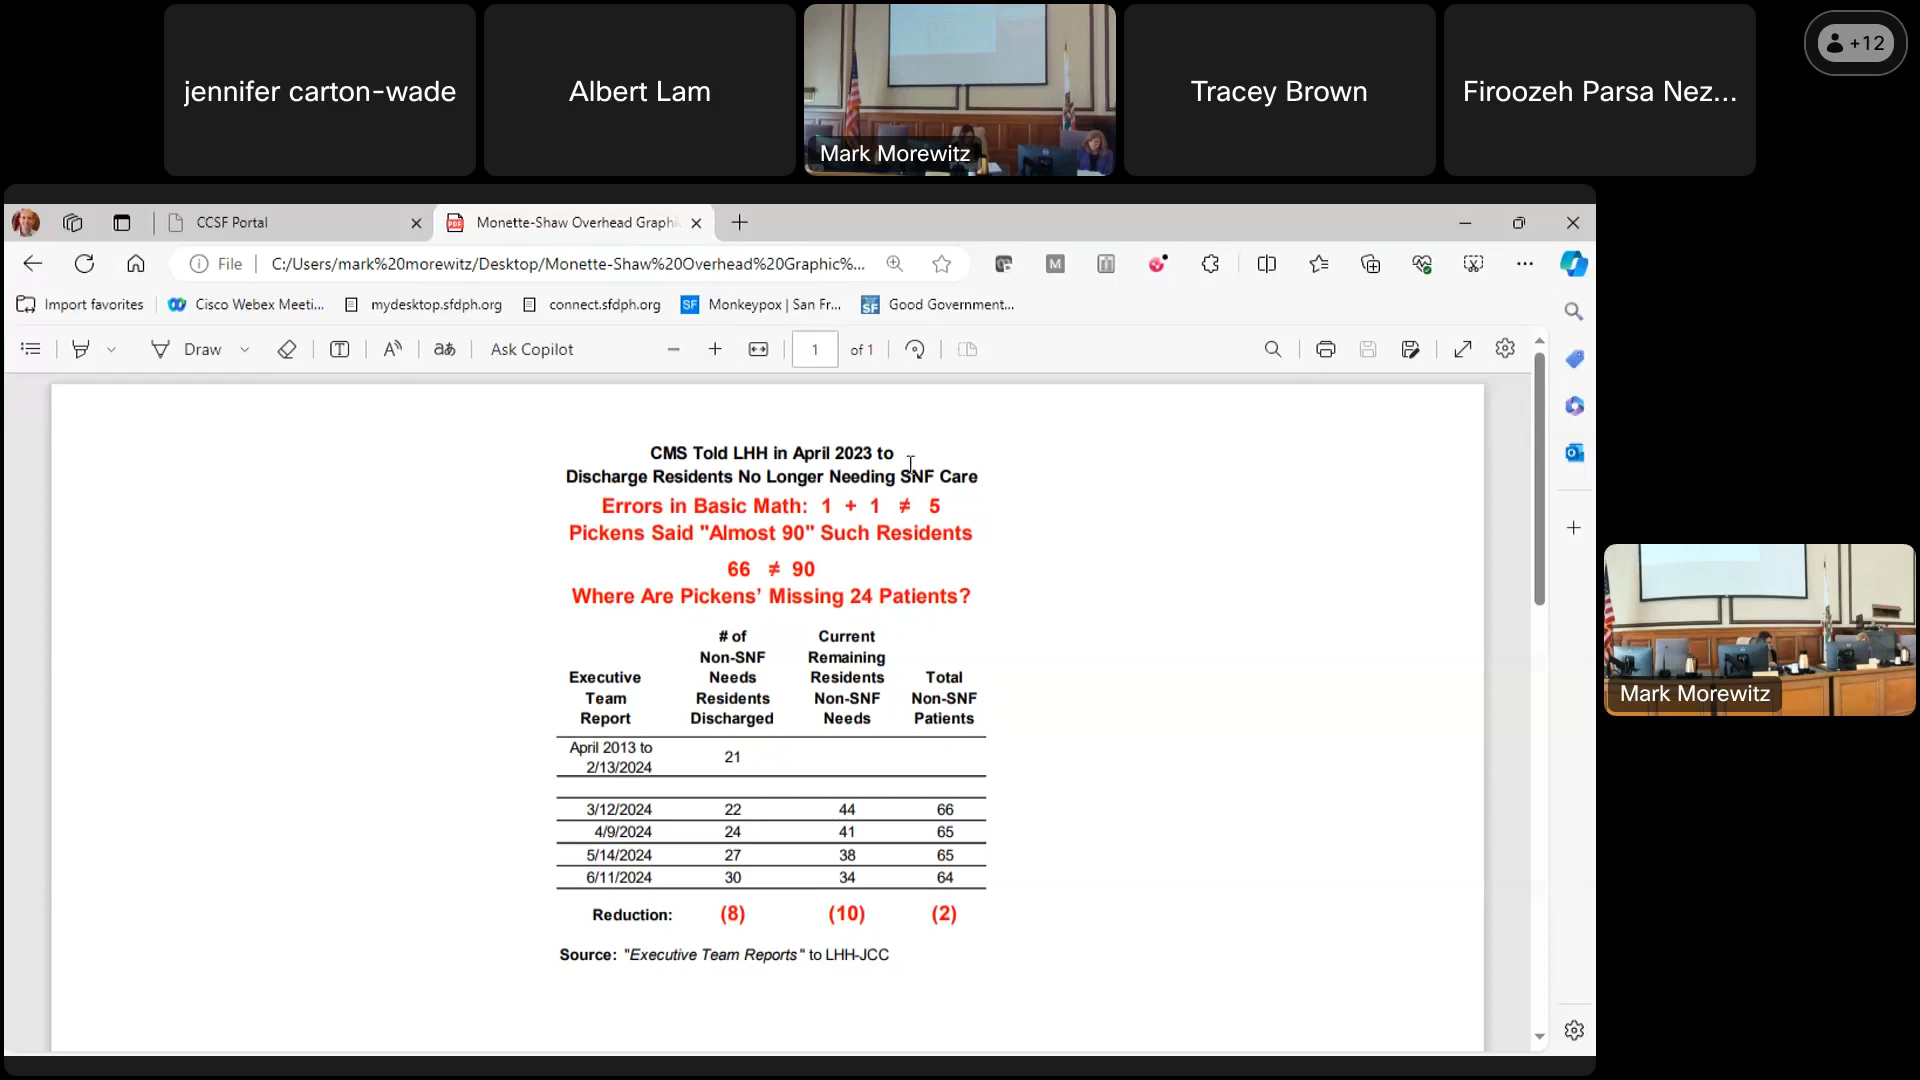 jennifer carton-wade
Albert Lam
Mark Morewitz
Tracey Brown
Firoozeh Parsa Nez...
+12
CCSF Portal
Monette-Shaw Overhead Graphi
File
C:/Users/mark%20morewitz/Desktop/Monette-Shaw%20Overhead%20Graphic%...
Import favorites
Cisco Webex Meeti...
mydesktop.sfdph.org
connect.sfdph.org
SF
Monkeypox | San Fr...
SF
Good Government...
Draw
Ask Copilot
1
of 1
CMS Told LHH in April 2023 to
Discharge Residents No Longer Needing SNF Care
Errors in Basic Math: 1 + 1 ≠ 5
Pickens Said "Almost 90" Such Residents
66 ≠ 90
Where Are Pickens’ Missing 24 Patients?
Executive Team Report
# of Non-SNF Needs Residents Discharged
Current Remaining Residents Non-SNF Needs
Total Non-SNF Patients
April 2013 to 2/13/2024 21
3/12/2024 22 44 66
4/9/2024 24 41 65
5/14/2024 27 38 65
6/11/2024 30 34 64
Reduction: (8) (10) (2)
Source: "Executive Team Reports" to LHH-JCC
Mark Morewitz